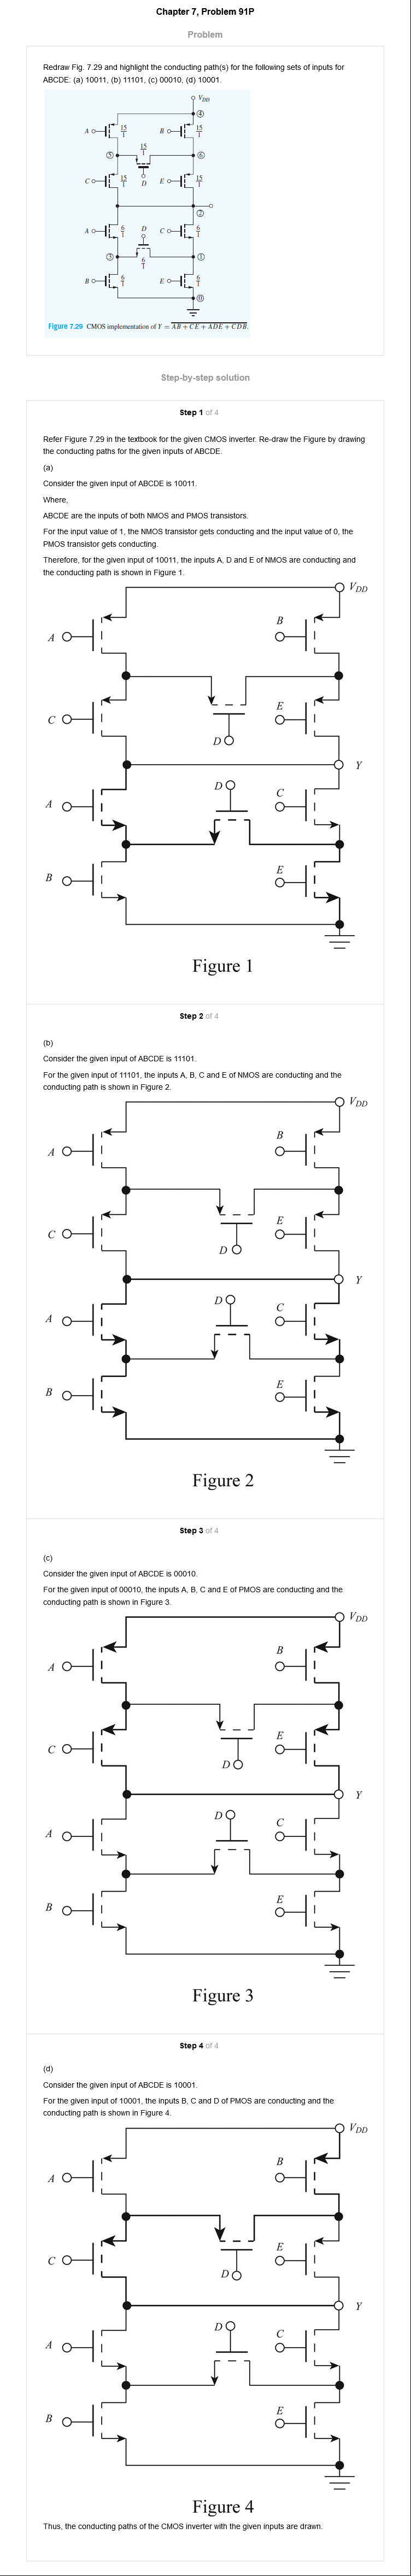 Chapter 7, Problem 91P
Problem
Redraw Fig. 7.29 and highlight the conducting path(s) for the following sets of inputs for
ABCDE: (a) 10011, (b) 11101, (c) 00010, (d) 10001.
V_DD
④
A 15/1 B 15/1
15/1
⑤ ⑥
D
C 15/1 E 15/1
②
A 6/1 D C 6/1
③ ①
6/1
B 6/1 E 6/1
⓪
Figure 7.29 CMOS implementation of Y = \overline{AB + CE + ADE + CDB}.
Step-by-step solution
Step 1 of 4
Refer Figure 7.29 in the textbook for the given CMOS inverter. Re-draw the Figure by drawing
the conducting paths for the given inputs of ABCDE.
(a)
Consider the given input of ABCDE is 10011.
Where,
ABCDE are the inputs of both NMOS and PMOS transistors.
For the input value of 1, the NMOS transistor gets conducting and the input value of 0, the
PMOS transistor gets conducting.
Therefore, for the given input of 10011, the inputs A, D and E of NMOS are conducting and
the conducting path is shown in Figure 1.
V_DD
B
A
E
C
D
Y
D
C
A
E
B
Figure 1
Step 2 of 4
(b)
Consider the given input of ABCDE is 11101.
For the given input of 11101, the inputs A, B, C and E of NMOS are conducting and the
conducting path is shown in Figure 2.
V_DD
B
A
E
C
D
Y
D
C
A
E
B
Figure 2
Step 3 of 4
(c)
Consider the given input of ABCDE is 00010.
For the given input of 00010, the inputs A, B, C and E of PMOS are conducting and the
conducting path is shown in Figure 3.
V_DD
B
A
E
C
D
Y
D
C
A
E
B
Figure 3
Step 4 of 4
(d)
Consider the given input of ABCDE is 10001.
For the given input of 10001, the inputs B, C and D of PMOS are conducting and the
conducting path is shown in Figure 4.
V_DD
B
A
E
C
D
Y
D
C
A
E
B
Figure 4
Thus, the conducting paths of the CMOS inverter with the given inputs are drawn.